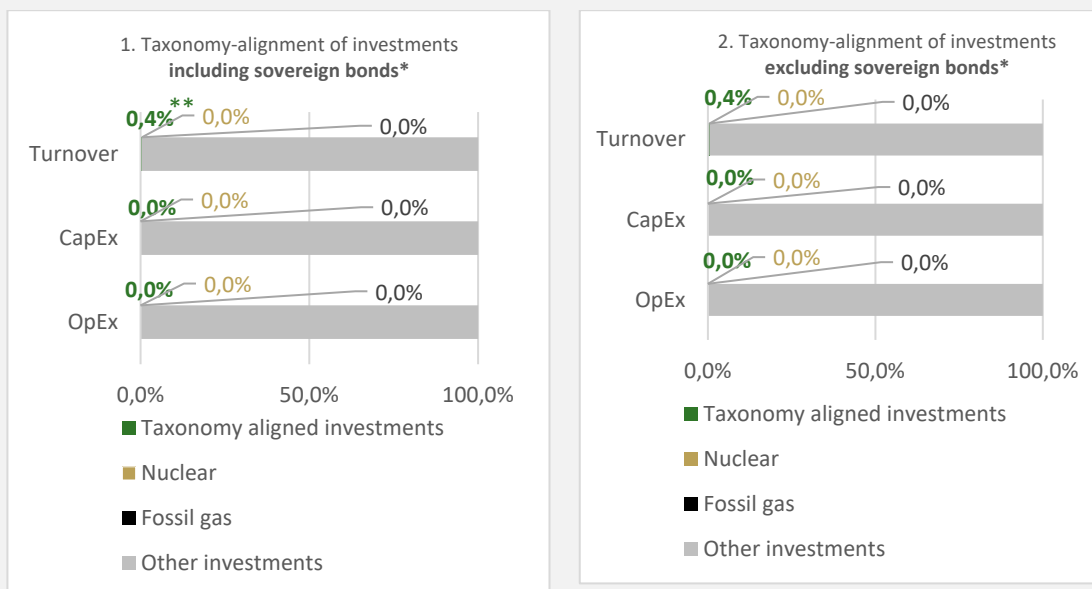 1. Taxonomy-alignment of investments
including sovereign bonds*
0,4%** 0,0% 0,0%
Turnover
0,0% 0,0% 0,0%
CapEx
0,0% 0,0% 0,0%
OpEx
0,0% 50,0% 100,0%
Taxonomy aligned investments
Nuclear
Fossil gas
Other investments
2. Taxonomy-alignment of investments
excluding sovereign bonds*
0,4% 0,0% 0,0%
Turnover
0,0% 0,0% 0,0%
CapEx
0,0% 0,0% 0,0%
OpEx
0,0% 50,0% 100,0%
Taxonomy aligned investments
Nuclear
Fossil gas
Other investments